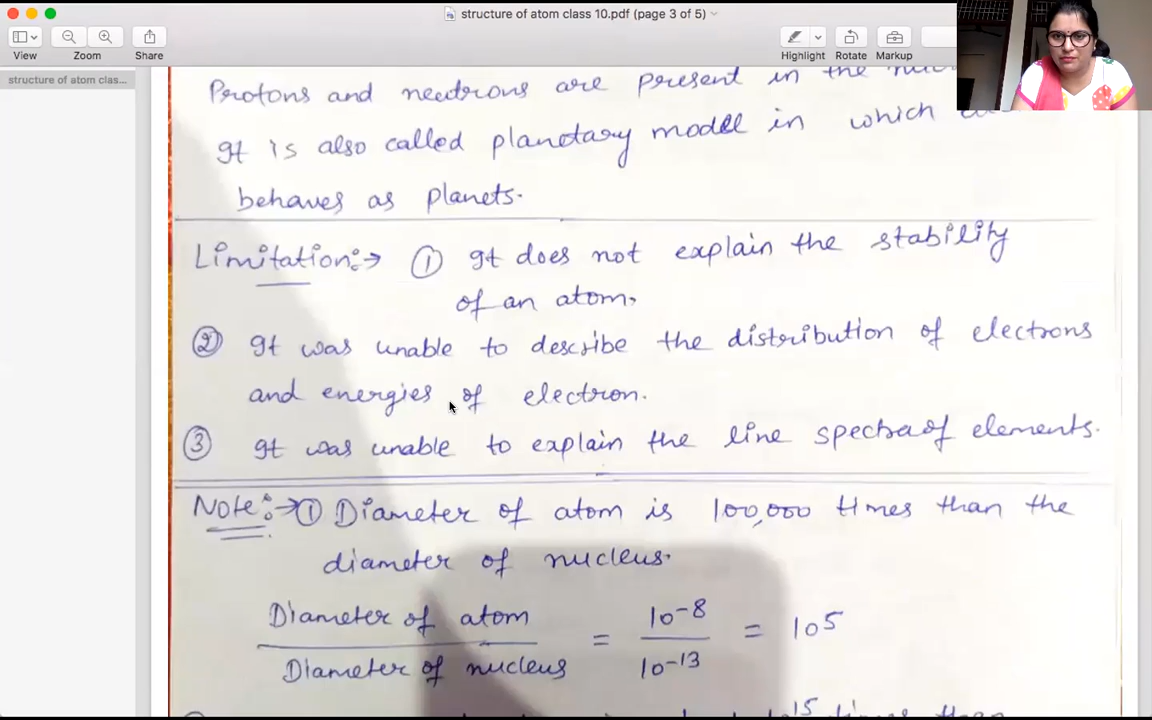 structure of atom class 10.pdf (page 3 of 5)
View Zoom Share Highlight Rotate Markup
structure of atom clas...
Protons and neutrons are present in the
It is also called planetary model in which
behaves as planets.
Limitation:→ ① It does not explain the stability
of an atom.
② It was unable to describe the distribution of electrons
and energies of electron.
③ It was unable to explain the line spectra of elements.
Note:→ ① Diameter of atom is 100,000 times than the
diameter of nucleus.
Diameter of atom / Diameter of nucleus = 10⁻⁸ / 10⁻¹³ = 10⁵